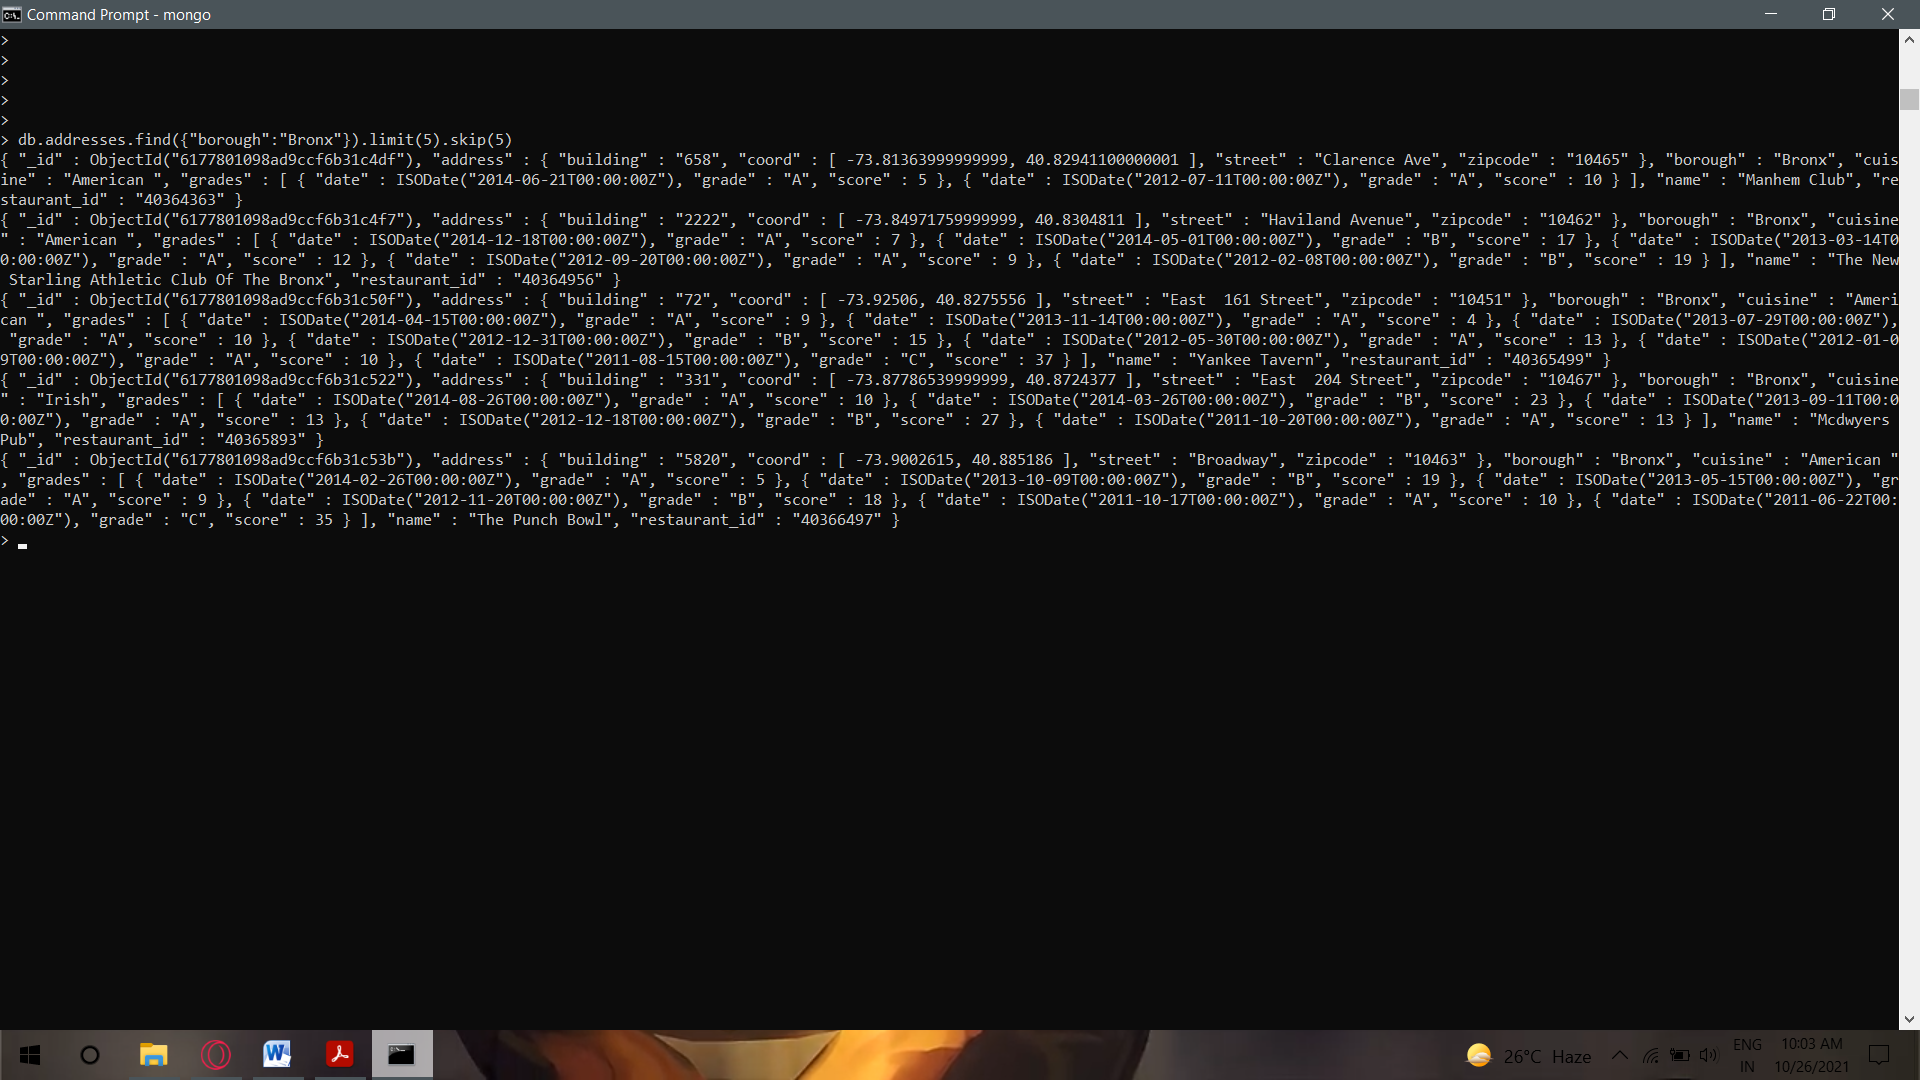 Command Prompt - mongo
>
>
>
>
>
> db.addresses.find({"borough":"Bronx"}).limit(5).skip(5)
{ "_id" : ObjectId("6177801098ad9ccf6b31c4df"), "address" : { "building" : "658", "coord" : [ -73.81363999999999, 40.82941100000001 ], "street" : "Clarence Ave", "zipcode" : "10465" }, "borough" : "Bronx", "cuis
ine" : "American ", "grades" : [ { "date" : ISODate("2014-06-21T00:00:00Z"), "grade" : "A", "score" : 5 }, { "date" : ISODate("2012-07-11T00:00:00Z"), "grade" : "A", "score" : 10 } ], "name" : "Manhem Club", "re
staurant_id" : "40364363" }
{ "_id" : ObjectId("6177801098ad9ccf6b31c4f7"), "address" : { "building" : "2222", "coord" : [ -73.84971759999999, 40.8304811 ], "street" : "Haviland Avenue", "zipcode" : "10462" }, "borough" : "Bronx", "cuisine
" : "American ", "grades" : [ { "date" : ISODate("2014-12-18T00:00:00Z"), "grade" : "A", "score" : 7 }, { "date" : ISODate("2014-05-01T00:00:00Z"), "grade" : "B", "score" : 17 }, { "date" : ISODate("2013-03-14T0
0:00:00Z"), "grade" : "A", "score" : 12 }, { "date" : ISODate("2012-09-20T00:00:00Z"), "grade" : "A", "score" : 9 }, { "date" : ISODate("2012-02-08T00:00:00Z"), "grade" : "B", "score" : 19 } ], "name" : "The New
 Starling Athletic Club Of The Bronx", "restaurant_id" : "40364956" }
{ "_id" : ObjectId("6177801098ad9ccf6b31c50f"), "address" : { "building" : "72", "coord" : [ -73.92506, 40.8275556 ], "street" : "East  161 Street", "zipcode" : "10451" }, "borough" : "Bronx", "cuisine" : "Ameri
can ", "grades" : [ { "date" : ISODate("2014-04-15T00:00:00Z"), "grade" : "A", "score" : 9 }, { "date" : ISODate("2013-11-14T00:00:00Z"), "grade" : "A", "score" : 4 }, { "date" : ISODate("2013-07-29T00:00:00Z"),
 "grade" : "A", "score" : 10 }, { "date" : ISODate("2012-12-31T00:00:00Z"), "grade" : "B", "score" : 15 }, { "date" : ISODate("2012-05-30T00:00:00Z"), "grade" : "A", "score" : 13 }, { "date" : ISODate("2012-01-0
9T00:00:00Z"), "grade" : "A", "score" : 10 }, { "date" : ISODate("2011-08-15T00:00:00Z"), "grade" : "C", "score" : 37 } ], "name" : "Yankee Tavern", "restaurant_id" : "40365499" }
{ "_id" : ObjectId("6177801098ad9ccf6b31c522"), "address" : { "building" : "331", "coord" : [ -73.87786539999999, 40.8724377 ], "street" : "East  204 Street", "zipcode" : "10467" }, "borough" : "Bronx", "cuisine
" : "Irish", "grades" : [ { "date" : ISODate("2014-08-26T00:00:00Z"), "grade" : "A", "score" : 10 }, { "date" : ISODate("2014-03-26T00:00:00Z"), "grade" : "B", "score" : 23 }, { "date" : ISODate("2013-09-11T00:0
0:00Z"), "grade" : "A", "score" : 13 }, { "date" : ISODate("2012-12-18T00:00:00Z"), "grade" : "B", "score" : 27 }, { "date" : ISODate("2011-10-20T00:00:00Z"), "grade" : "A", "score" : 13 } ], "name" : "Mcdwyers
Pub", "restaurant_id" : "40365893" }
{ "_id" : ObjectId("6177801098ad9ccf6b31c53b"), "address" : { "building" : "5820", "coord" : [ -73.9002615, 40.885186 ], "street" : "Broadway", "zipcode" : "10463" }, "borough" : "Bronx", "cuisine" : "American "
, "grades" : [ { "date" : ISODate("2014-02-26T00:00:00Z"), "grade" : "A", "score" : 5 }, { "date" : ISODate("2013-10-09T00:00:00Z"), "grade" : "B", "score" : 19 }, { "date" : ISODate("2013-05-15T00:00:00Z"), "gr
ade" : "A", "score" : 9 }, { "date" : ISODate("2012-11-20T00:00:00Z"), "grade" : "B", "score" : 18 }, { "date" : ISODate("2011-10-17T00:00:00Z"), "grade" : "A", "score" : 10 }, { "date" : ISODate("2011-06-22T00:
00:00Z"), "grade" : "C", "score" : 35 } ], "name" : "The Punch Bowl", "restaurant_id" : "40366497" }
>
26°C Haze
ENG
IN
10:03 AM
10/26/2021